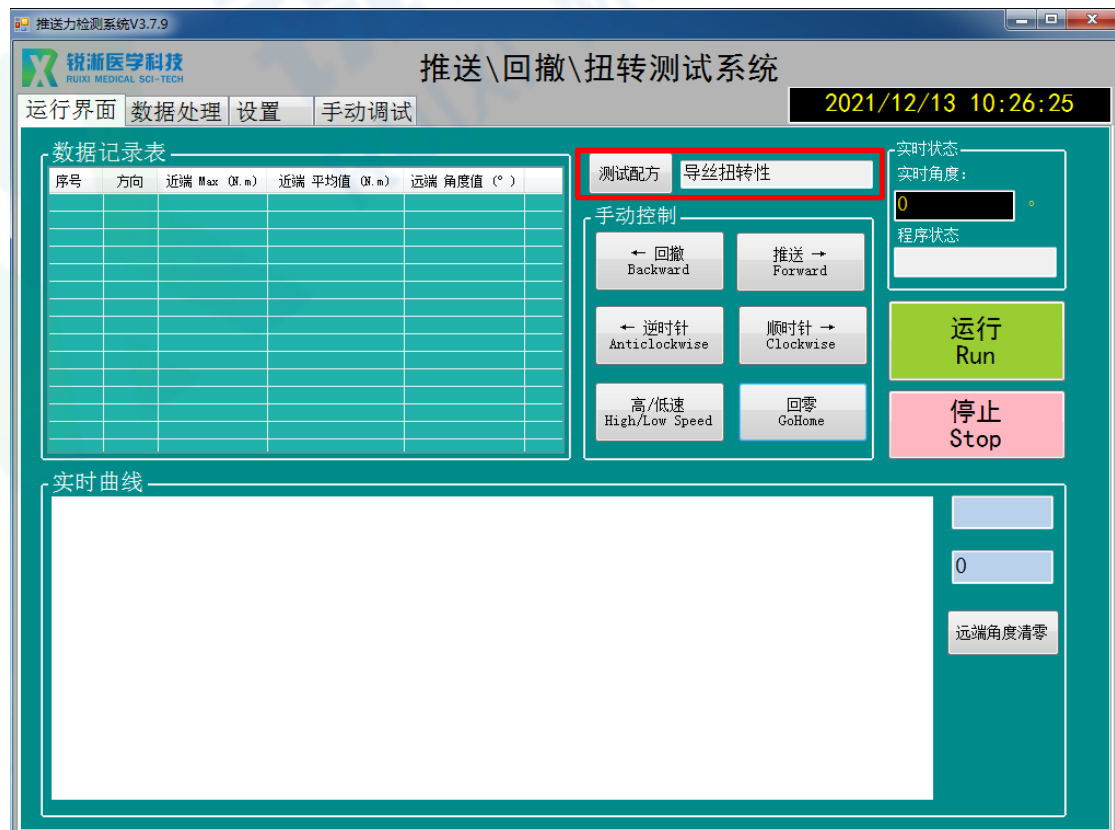 推送力检测系统V3.7.9
锐淅医学科技
RUIXI MEDICAL SCI-TECH
推送\回撤\扭转测试系统
运行界面 数据处理 设置 手动调试
2021/12/13 10:26:25
数据记录表
序号 方向 近端 Max (N.m) 近端 平均值 (N.m) 远端 角度值 (°)
测试配方 导丝扭转性
手动控制
← 回撤
Backward
推送 →
Forward
← 逆时针
Anticlockwise
顺时针 →
Clockwise
高/低速
High/Low Speed
回零
GoHome
实时状态
实时角度:
0 °
程序状态
运行
Run
停止
Stop
实时曲线
0
远端角度清零